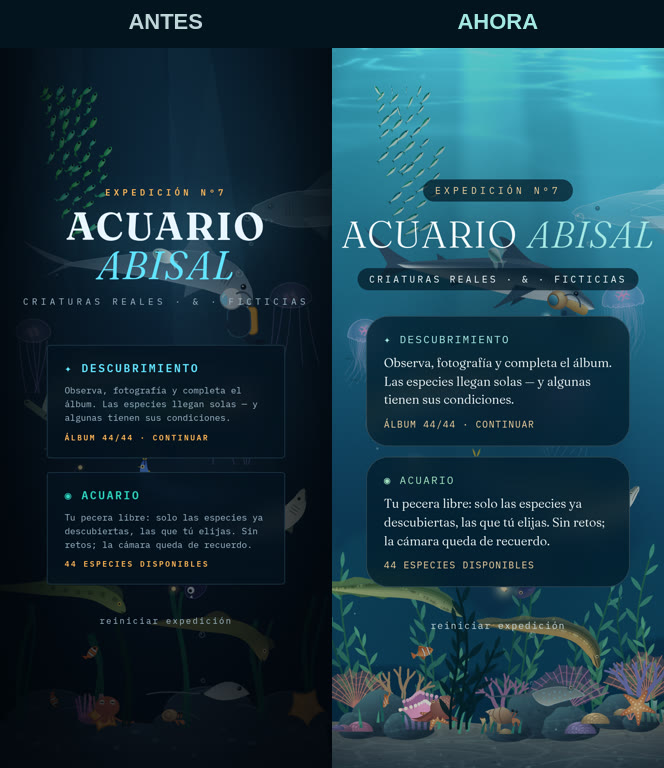 ANTES
EXPEDICIÓN Nº7
ACUARIO
ABISAL
CRIATURAS REALES · & · FICTICIAS
✦ DESCUBRIMIENTO
Observa, fotografía y completa el
álbum. Las especies llegan solas — y
algunas tienen sus condiciones.
ÁLBUM 44/44 · CONTINUAR
◉ ACUARIO
Tu pecera libre: solo las especies ya
descubiertas, las que tú elijas. Sin
retos; la cámara queda de recuerdo.
44 ESPECIES DISPONIBLES
reiniciar expedición
AHORA
EXPEDICIÓN Nº7
ACUARIO ABISAL
CRIATURAS REALES · & · FICTICIAS
✦ DESCUBRIMIENTO
Observa, fotografía y completa el álbum.
Las especies llegan solas — y algunas
tienen sus condiciones.
ÁLBUM 44/44 · CONTINUAR
◉ ACUARIO
Tu pecera libre: solo las especies ya
descubiertas, las que tú elijas. Sin retos;
la cámara queda de recuerdo.
44 ESPECIES DISPONIBLES
reiniciar expedición